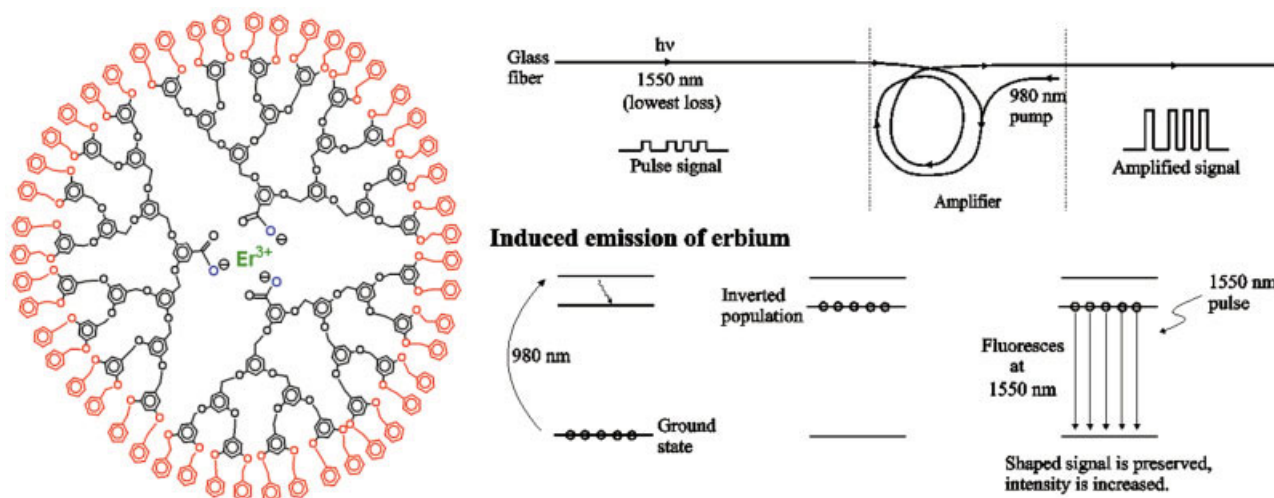 Er3+
Glass
fiber
hν
1550 nm
(lowest loss)
Pulse signal
980 nm
pump
Amplifier
Amplified signal
Induced emission of erbium
980 nm
Ground
state
Inverted
population
Fluoresces
at
1550 nm
1550 nm
pulse
Shaped signal is preserved,
intensity is increased.